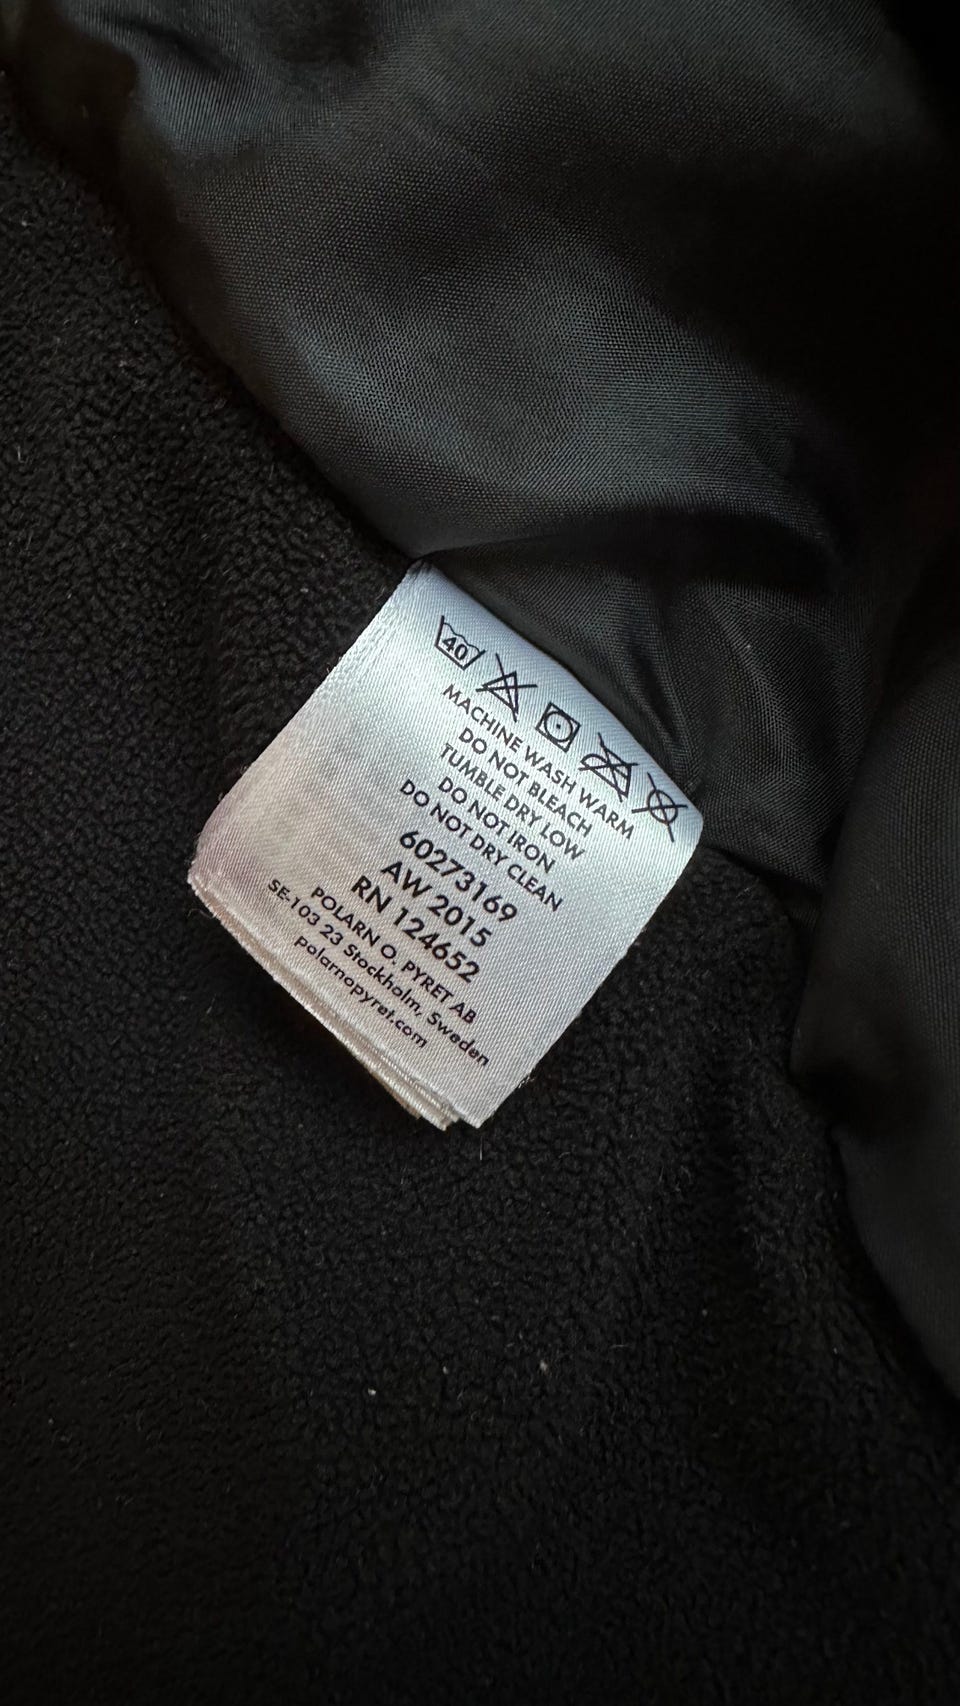 40
MACHINE WASH WARM
DO NOT BLEACH
TUMBLE DRY LOW
DO NOT IRON
DO NOT DRY CLEAN
60273169
AW 2015
RN 124652
POLARN O. PYRET AB
SE-103 23 Stockholm, Sweden
polarnopyret.com